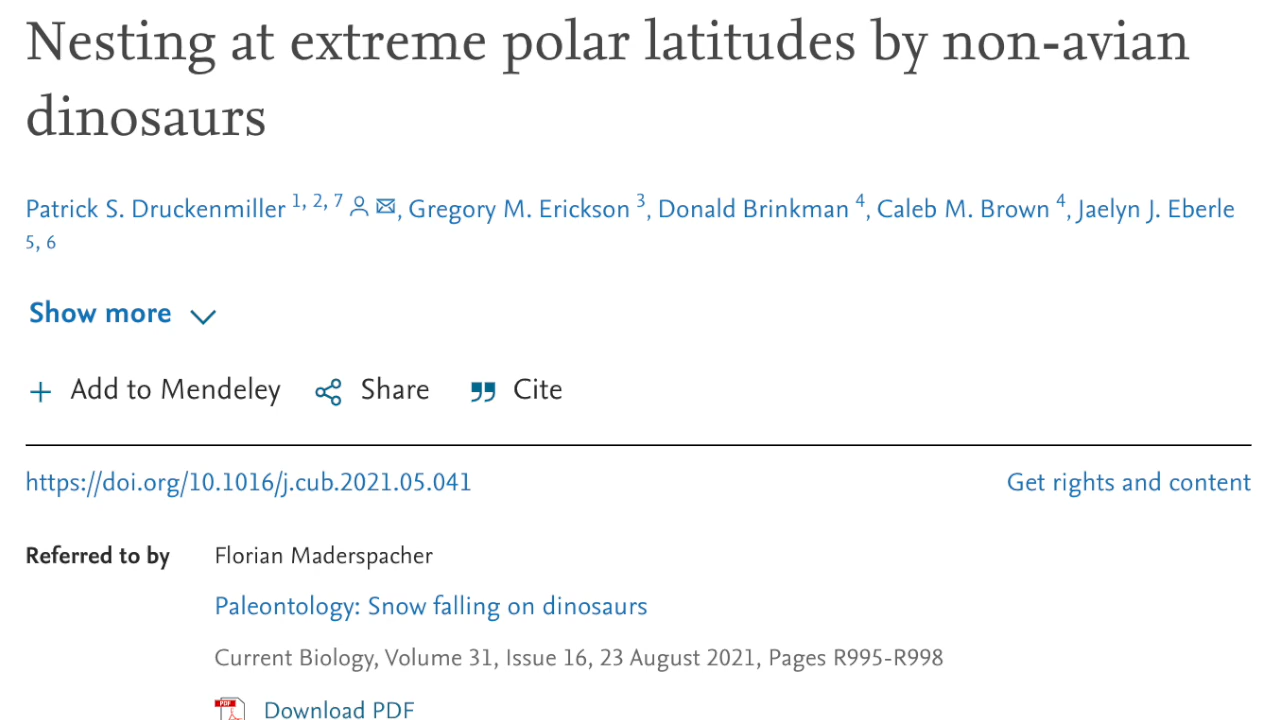 Nesting at extreme polar latitudes by non-avian
dinosaurs
Patrick S. Druckenmiller 1, 2, 7 , Gregory M. Erickson 3, Donald Brinkman 4, Caleb M. Brown 4, Jaelyn J. Eberle
5, 6
Show more
+ Add to Mendeley Share Cite
https://doi.org/10.1016/j.cub.2021.05.041 Get rights and content
Referred to by Florian Maderspacher
Paleontology: Snow falling on dinosaurs
Current Biology, Volume 31, Issue 16, 23 August 2021, Pages R995-R998
PDF Download PDF